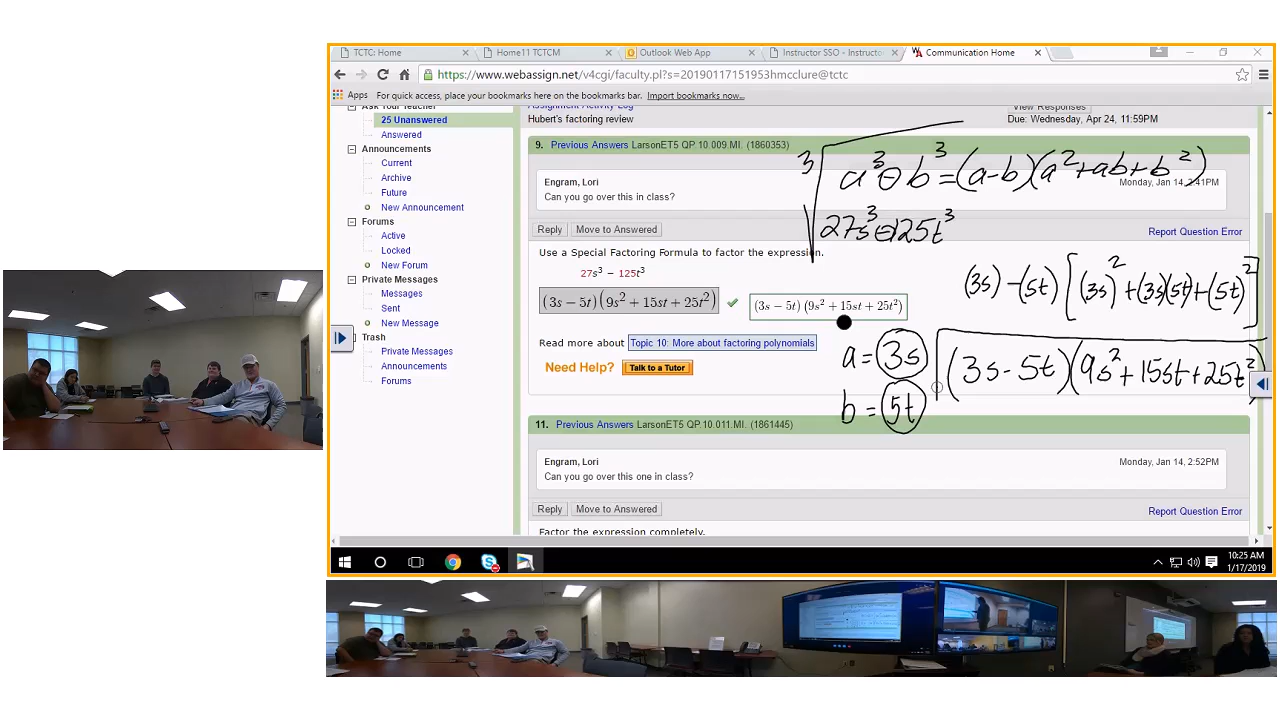 TCTC: Home
Home11 TCTCM
Outlook Web App
Instructor SSO - Instructo
Communication Home
https://www.webassign.net/v4cgi/faculty.pl?s=20190117151953hmcclure@tctc
Apps
For quick access, place your bookmarks here on the bookmarks bar. Import bookmarks now...
Ask Your Teacher
25 Unanswered
Answered
Announcements
Current
Archive
Future
New Announcement
Forums
Active
Locked
New Forum
Private Messages
Messages
Sent
New Message
Trash
Private Messages
Announcements
Forums
Assignment Activity Log
Hubert's factoring review
View Responses
Due: Wednesday, Apr 24, 11:59PM
9. Previous Answers LarsonET5 QP.10.009.MI. (1860353)
Engram, Lori
Monday, Jan 14, 2:41PM
Can you go over this in class?
Reply
Move to Answered
Report Question Error
Use a Special Factoring Formula to factor the expression.
27s³ − 125t³
(3s − 5t)(9s² + 15st + 25t²)
(3s − 5t) (9s² + 15st + 25t²)
Read more about Topic 10: More about factoring polynomials
Need Help? Talk to a Tutor
3
a³ - b³ = (a-b)(a²+ab+b²)
27s³ - 125t³
(3s) - (5t) [(3s)² + (3s)(5t) + (5t)²]
a = 3s
b = 5t
(3s - 5t)(9s² + 15st + 25t²)
11. Previous Answers LarsonET5 QP.10.011.MI. (1861445)
Engram, Lori
Monday, Jan 14, 2:52PM
Can you go over this one in class?
Reply
Move to Answered
Report Question Error
Factor the expression completely.
10:25 AM
1/17/2019